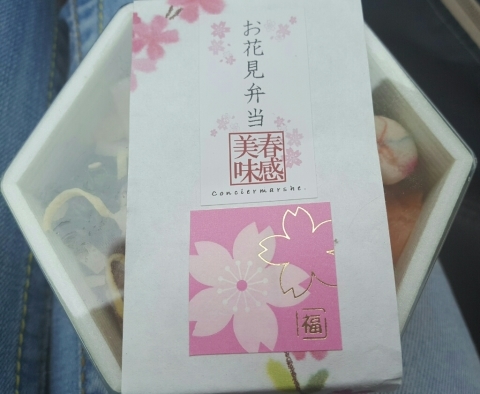 お花見弁当
春感
美味
Conciermarche.
福